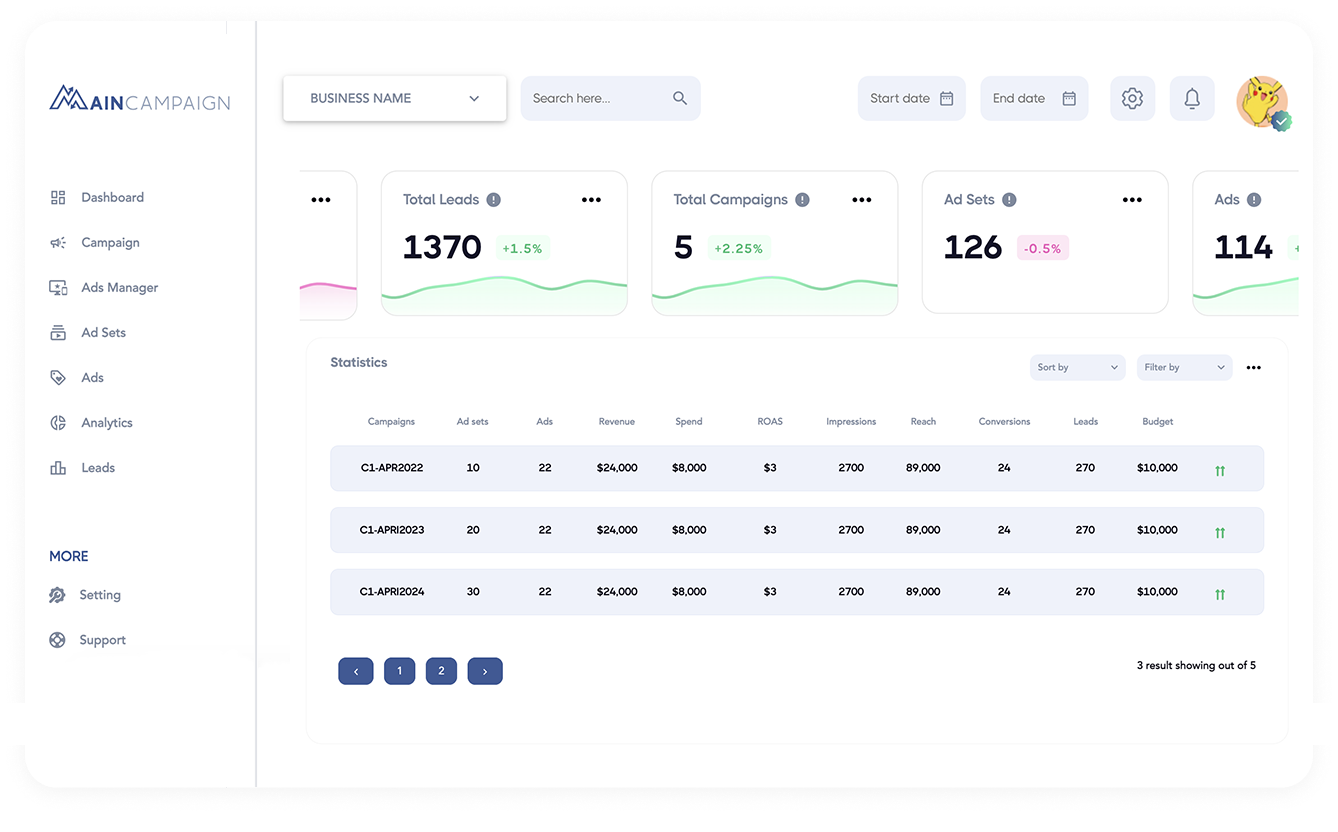 AINCAMPAIGN
BUSINESS NAME
Search here...
Start date
End date
Dashboard
Campaign
Ads Manager
Ad Sets
Ads
Analytics
Leads
MORE
Setting
Support
Total Leads
1370 +1.5%
Total Campaigns
5 +2.25%
Ad Sets
126 -0.5%
Ads
114 +
Statistics
Sort by
Filter by
Campaigns Ad sets Ads Revenue Spend ROAS Impressions Reach Conversions Leads Budget
C1-APR2022 10 22 $24,000 $8,000 $3 2700 89,000 24 270 $10,000
C1-APRI2023 20 22 $24,000 $8,000 $3 2700 89,000 24 270 $10,000
C1-APRI2024 30 22 $24,000 $8,000 $3 2700 89,000 24 270 $10,000
‹ 1 2 ›
3 result showing out of 5